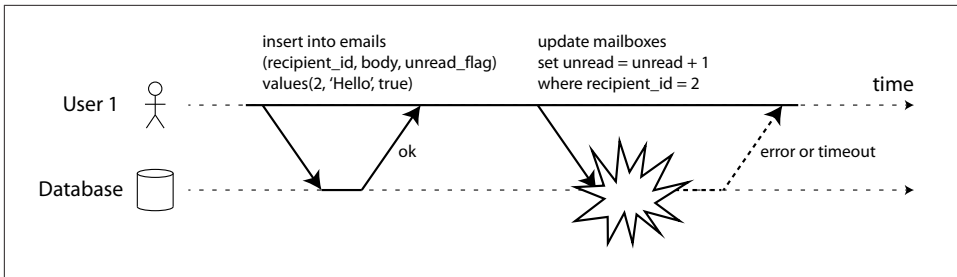 insert into emails
(recipient_id, body, unread_flag)
values(2, ‘Hello’, true)
update mailboxes
set unread = unread + 1
where recipient_id = 2
time
User 1
ok
error or timeout
Database